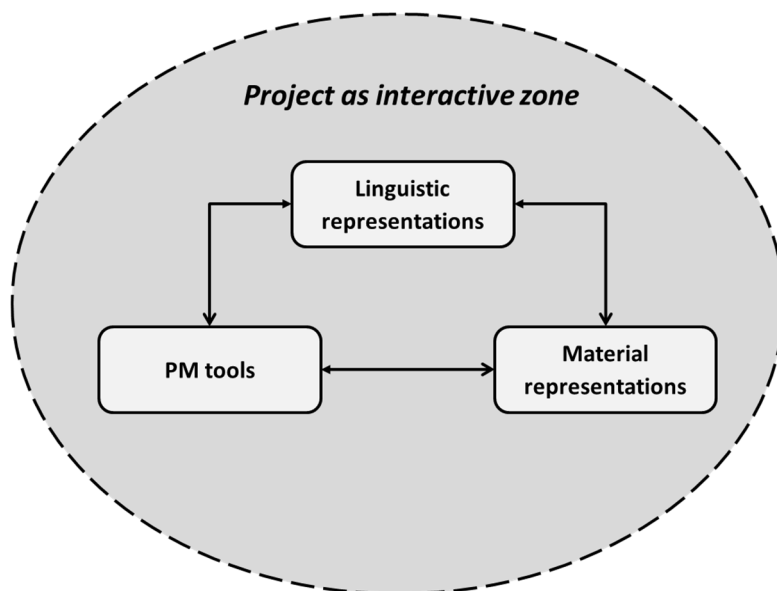 Project as interactive zone
Linguistic
representations
PM tools
Material
representations